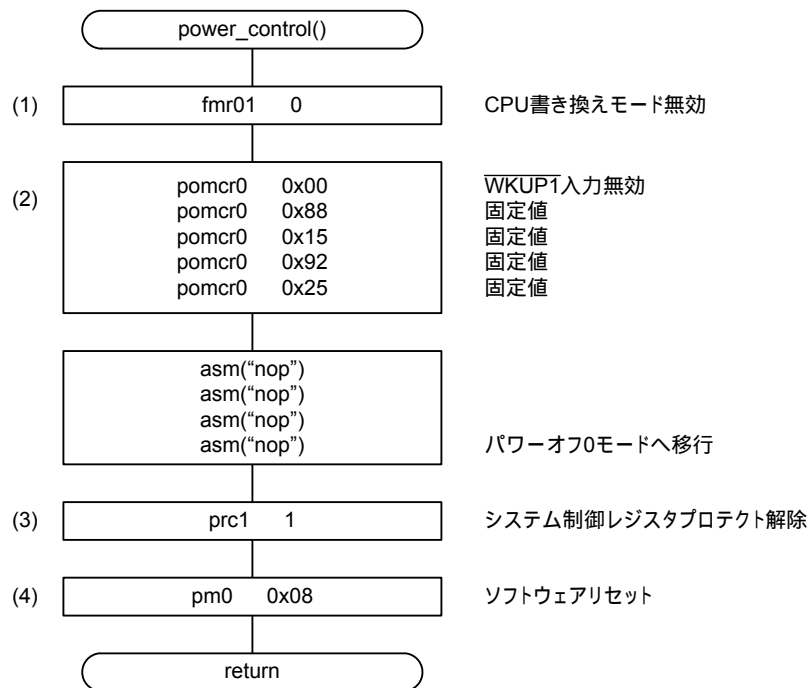 power_control()
(1) fmr01 0 CPU書き換えモード無効
(2) pomcr0 0x00 WKUP1入力無効
pomcr0 0x88 固定値
pomcr0 0x15 固定値
pomcr0 0x92 固定値
pomcr0 0x25 固定値
asm(“nop”)
asm(“nop”)
asm(“nop”)
asm(“nop”) パワーオフ0モードへ移行
(3) prc1 1 システム制御レジスタプロテクト解除
(4) pm0 0x08 ソフトウェアリセット
return